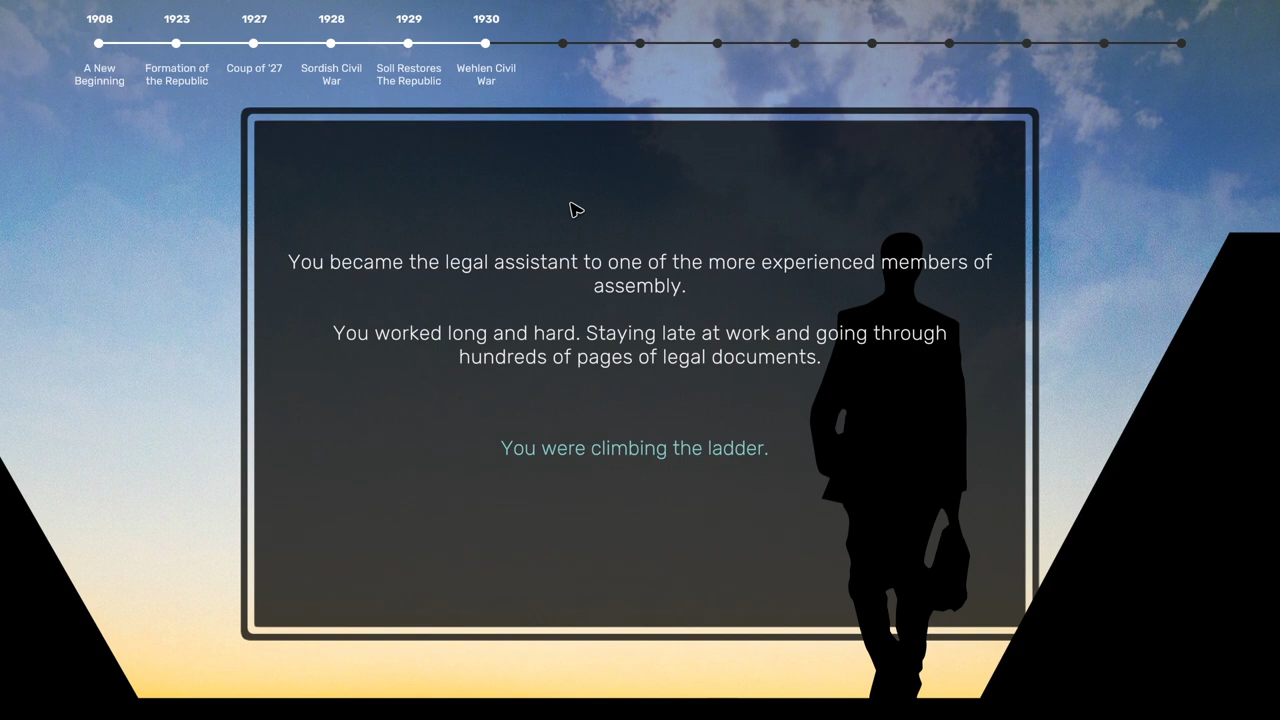 1908
1923
1927
1928
1929
1930
A New
Beginning
Formation of
the Republic
Coup of '27
Sordish Civil
War
Soll Restores
The Republic
Wehlen Civil
War
You became the legal assistant to one of the more experienced members of
assembly.
You worked long and hard. Staying late at work and going through
hundreds of pages of legal documents.
You were climbing the ladder.